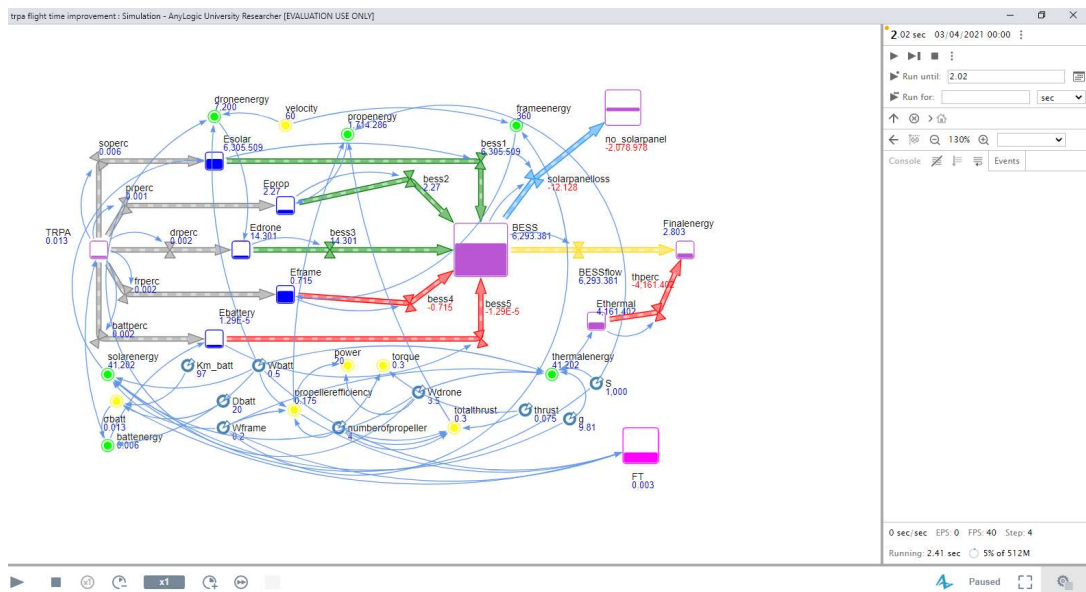 trpa flight time improvement : Simulation - AnyLogic University Researcher [EVALUATION USE ONLY]
2.02 sec 03/04/2021 00:00
Run until: 2.02
Run for: sec
130%
Console Events
droneenergy
7,200
velocity
60
propenergy
1,714.286
frameenergy
360
no_solarpanel
-2,078.978
soperc
0.006
Esolar
6,305.509
bess1
6,305.509
solarpanelloss
-12.128
prperc
0.001
Eprop
2.27
bess2
2.27
TRPA
0.013
drperc
0.002
Edrone
14.301
bess3
14.301
BESS
6,293.381
Finalenergy
2.803
frperc
0.002
Eframe
0.715
bess4
-0.715
bess5
-1.29E-5
BESSflow
6,293.381
thperc
-4,161.402
Ethermal
4,161.402
battperc
0.002
Ebattery
1.29E-5
solarenergy
41.202
Km_batt
97
Wbatt
0.5
power
20
torque
0.3
thermalenergy
41.202
S
1,000
propellerefficiency
0.175
Wdrone
3.5
σbatt
0.013
Dbatt
20
totalthrust
0.3
thrust
0.075
g
9.81
battenergy
0.006
Wframe
0.2
numberofpropeller
4
FT
0.003
0 sec/sec EPS: 0 FPS: 40 Step: 4
Running: 2.41 sec 5% of 512M
x1 x1 Paused